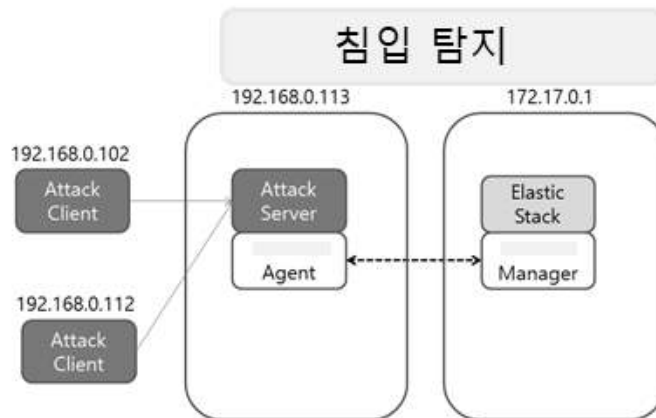 침입 탐지
192.168.0.113
172.17.0.1
192.168.0.102
Attack
Client
Attack
Server
Agent
Elastic
Stack
Manager
192.168.0.112
Attack
Client